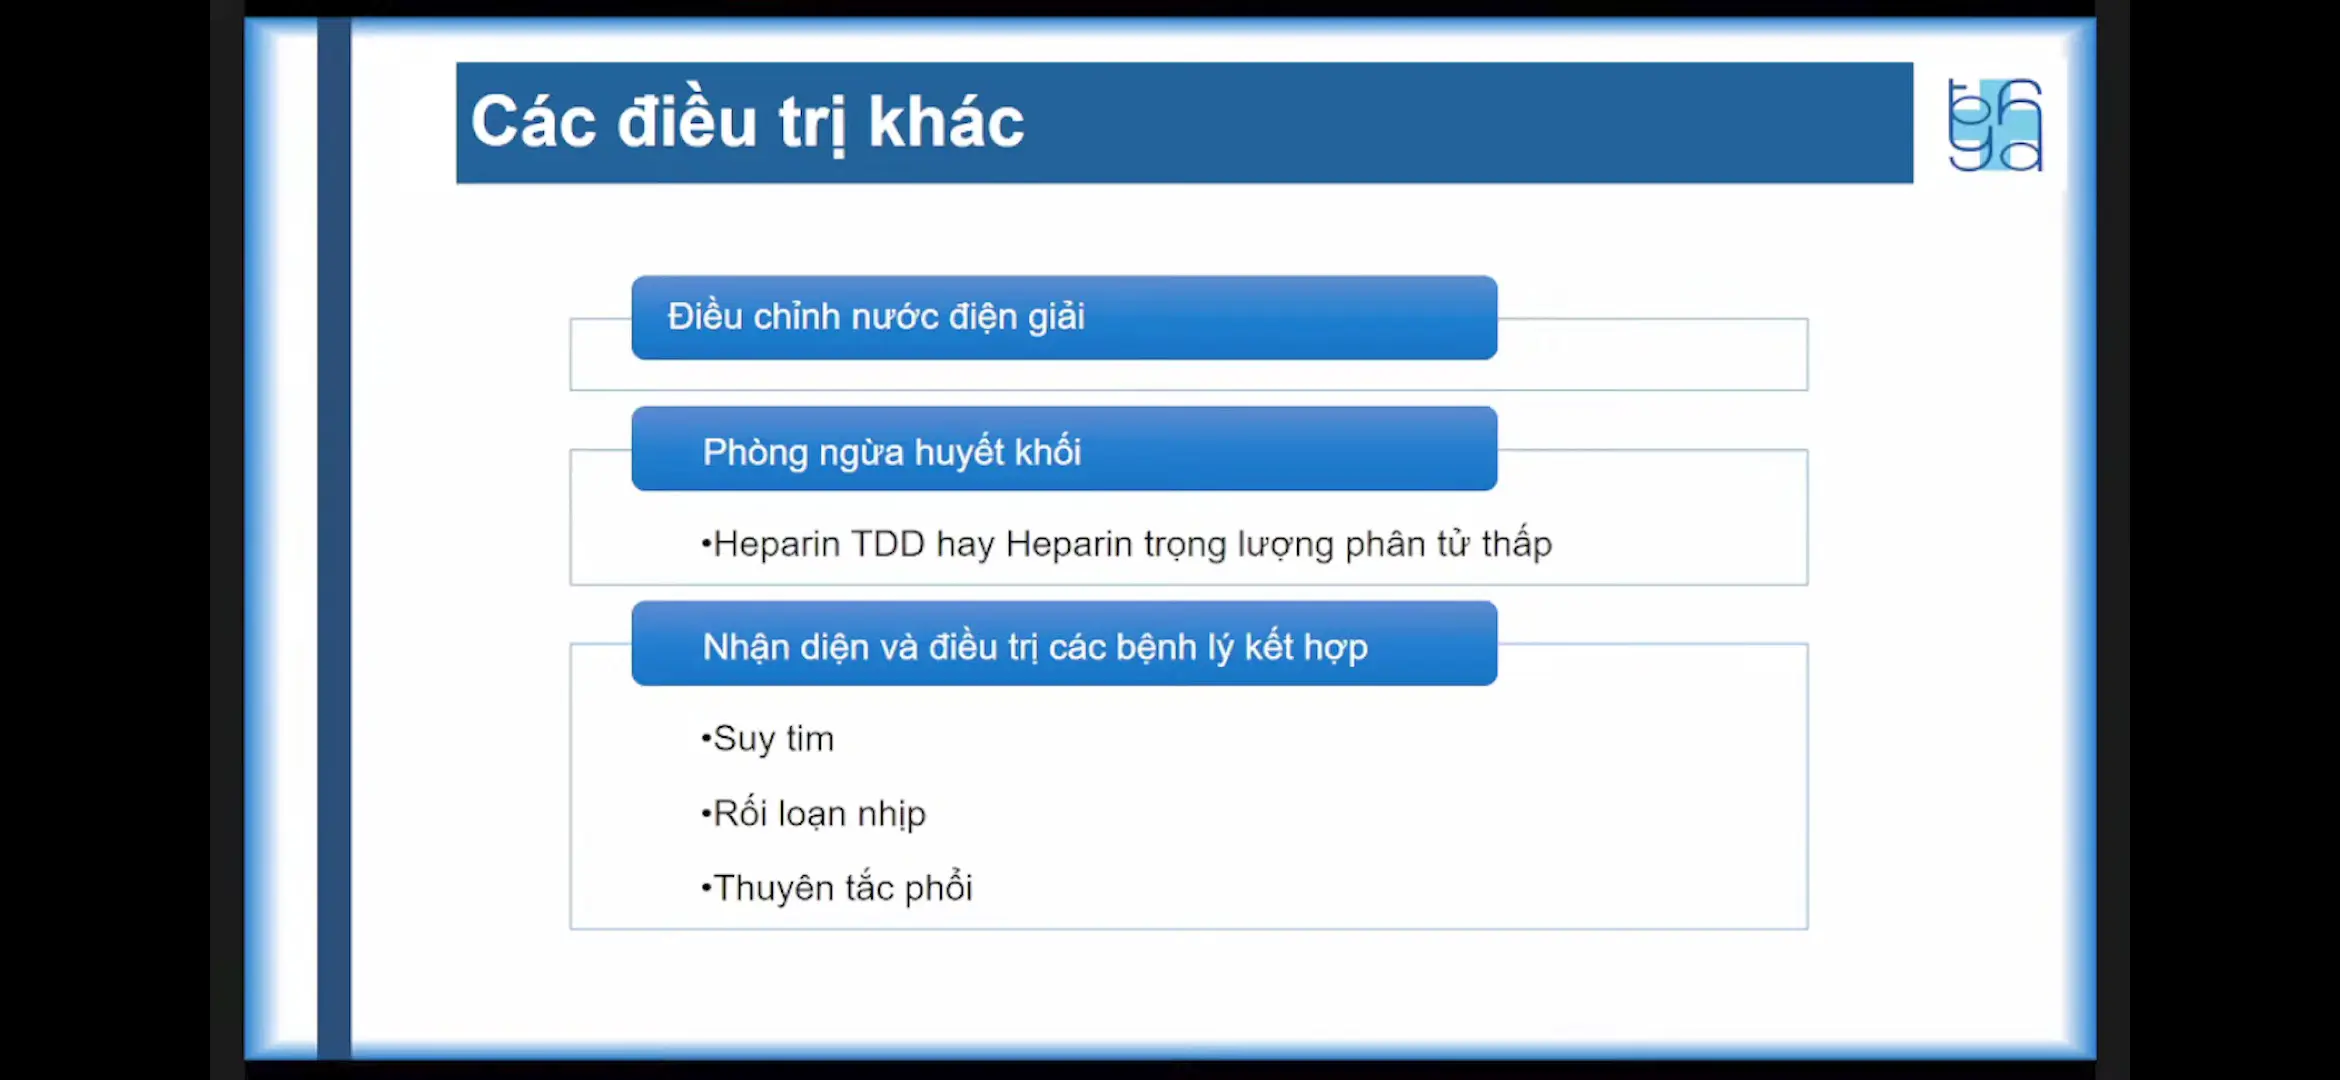 Các điều trị khác
Điều chỉnh nước điện giải
Phòng ngừa huyết khối
•Heparin TDD hay Heparin trọng lượng phân tử thấp
Nhận diện và điều trị các bệnh lý kết hợp
•Suy tim
•Rối loạn nhịp
•Thuyên tắc phổi